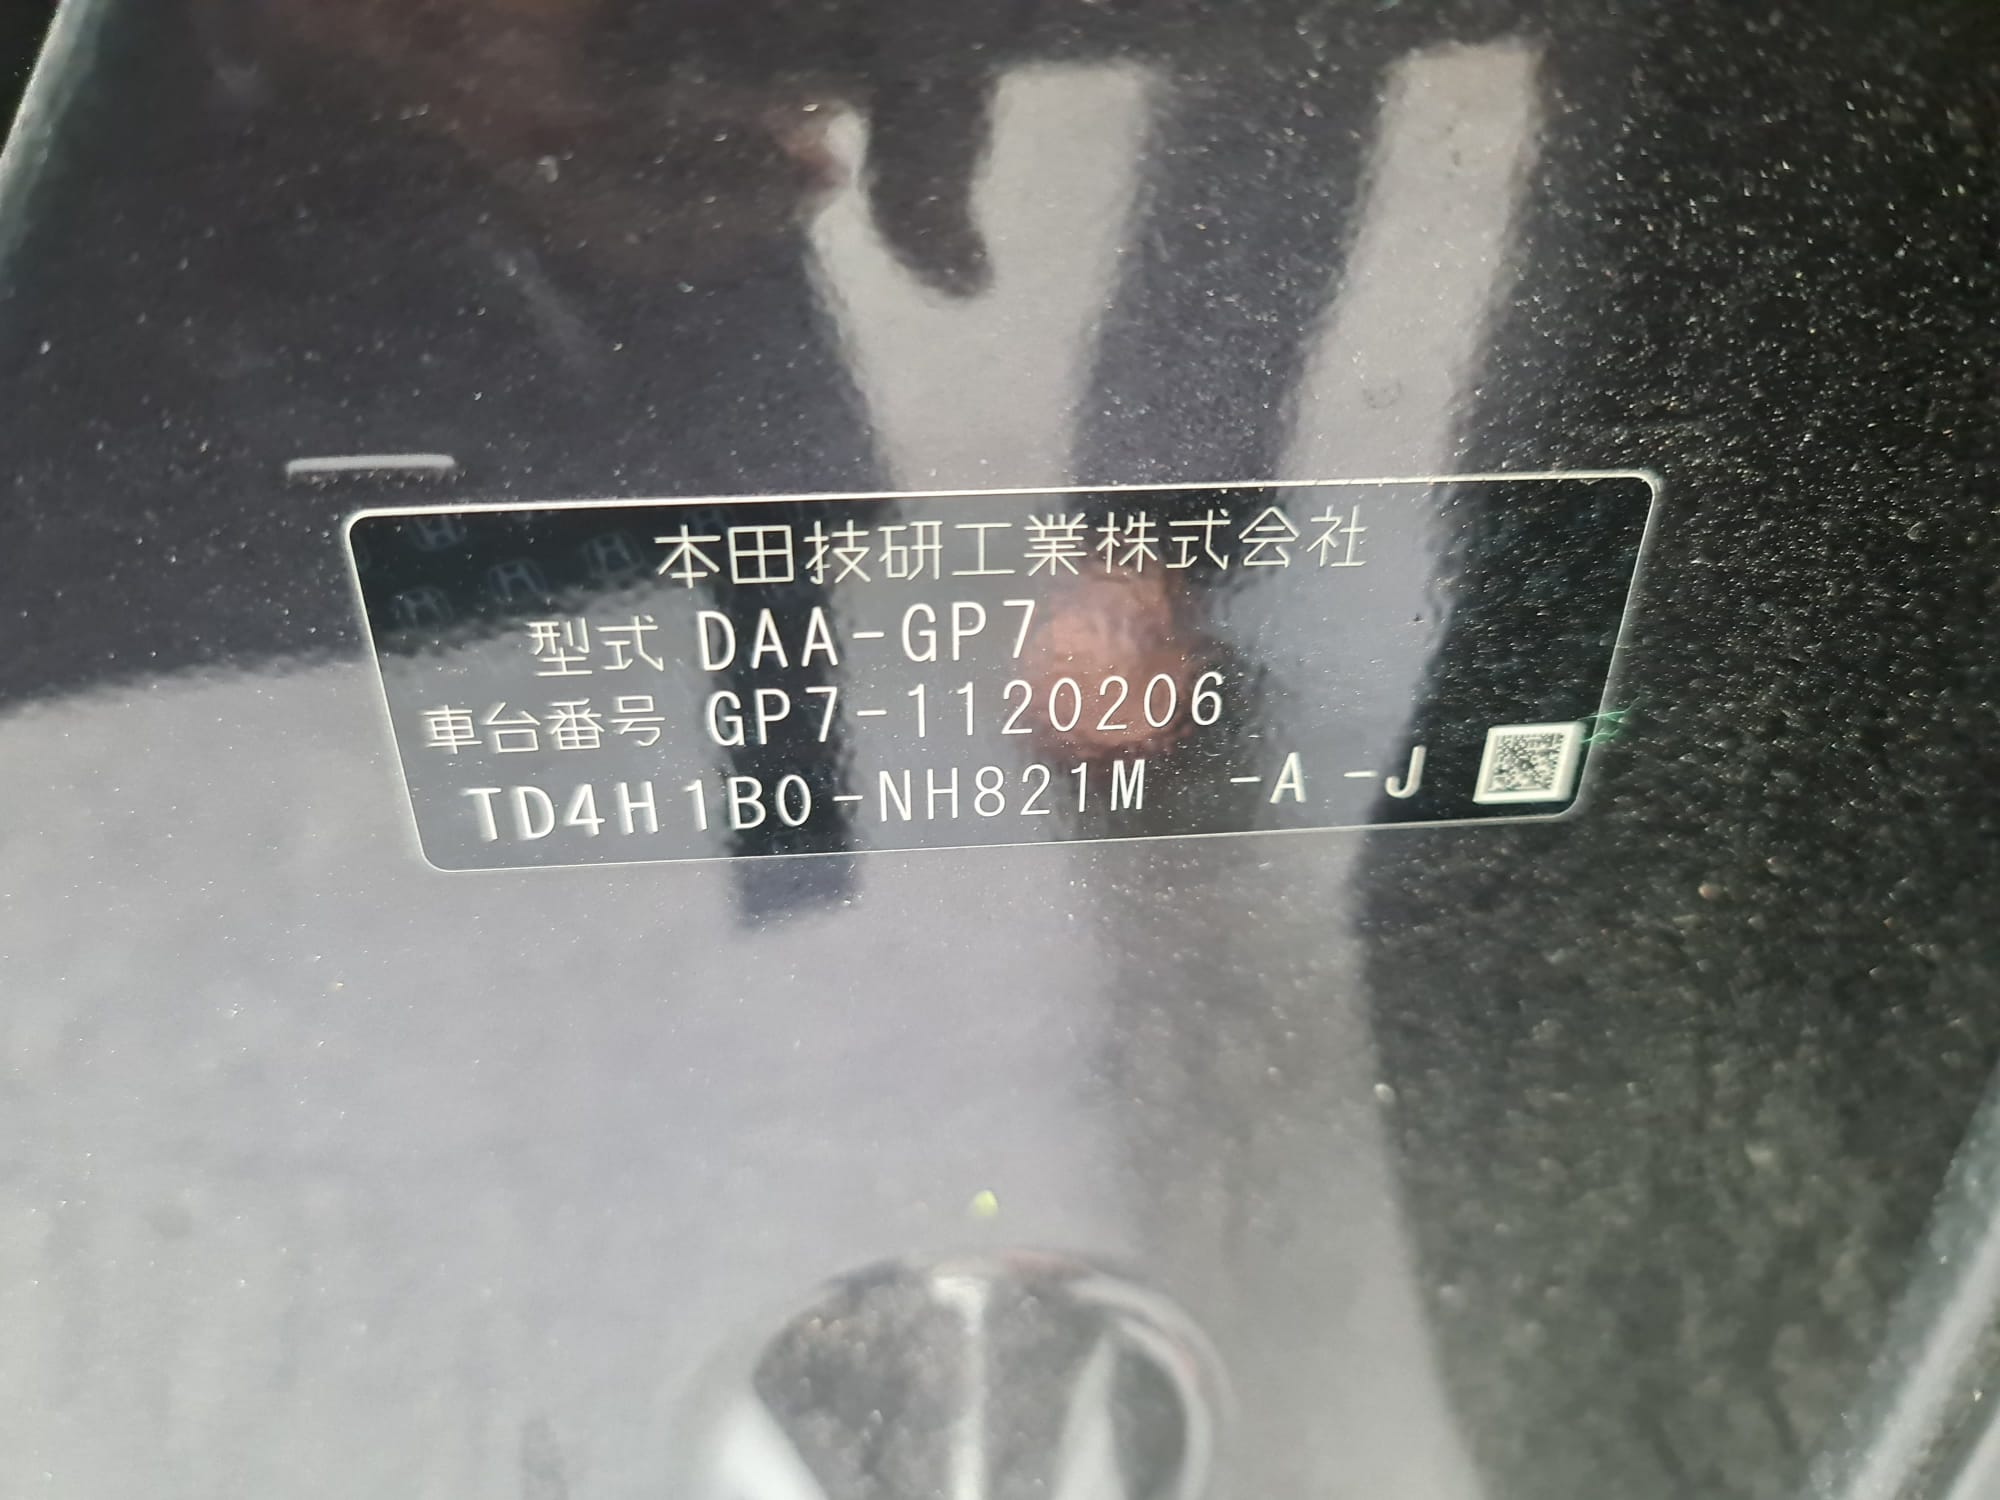 本田技研工業株式会社
型式 DAA-GP7
車台番号 GP7-1120206
TD4H1B0-NH821M -A -J